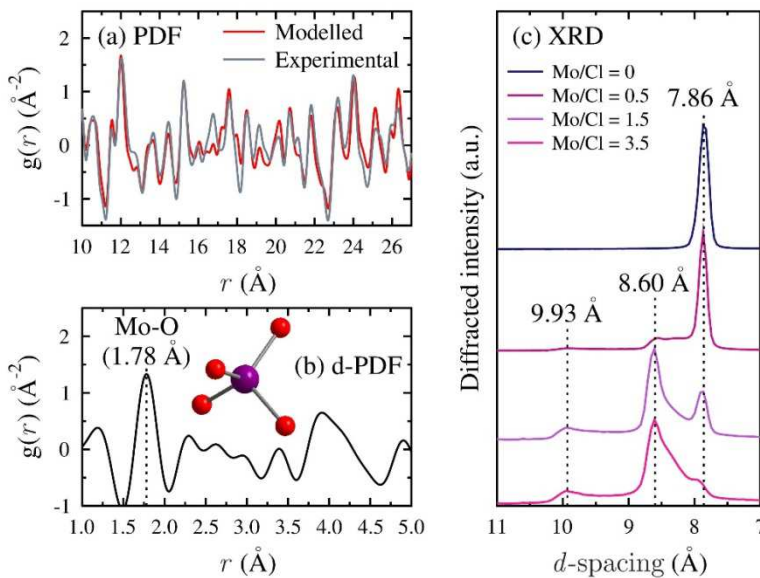 (a) PDF
Modelled
Experimental
g(r) (Å⁻²)
2
1
0
-1
10 12 14 16 18 20 22 24 26
r (Å)
Mo-O
(1.78 Å)
(b) d-PDF
g(r) (Å⁻²)
2
1
0
-1
1.0 1.5 2.0 2.5 3.0 3.5 4.0 4.5 5.0
r (Å)
(c) XRD
Mo/Cl = 0
Mo/Cl = 0.5
Mo/Cl = 1.5
Mo/Cl = 3.5
7.86 Å
8.60 Å
9.93 Å
Diffracted intensity (a.u.)
11 10 9 8 7
d-spacing (Å)